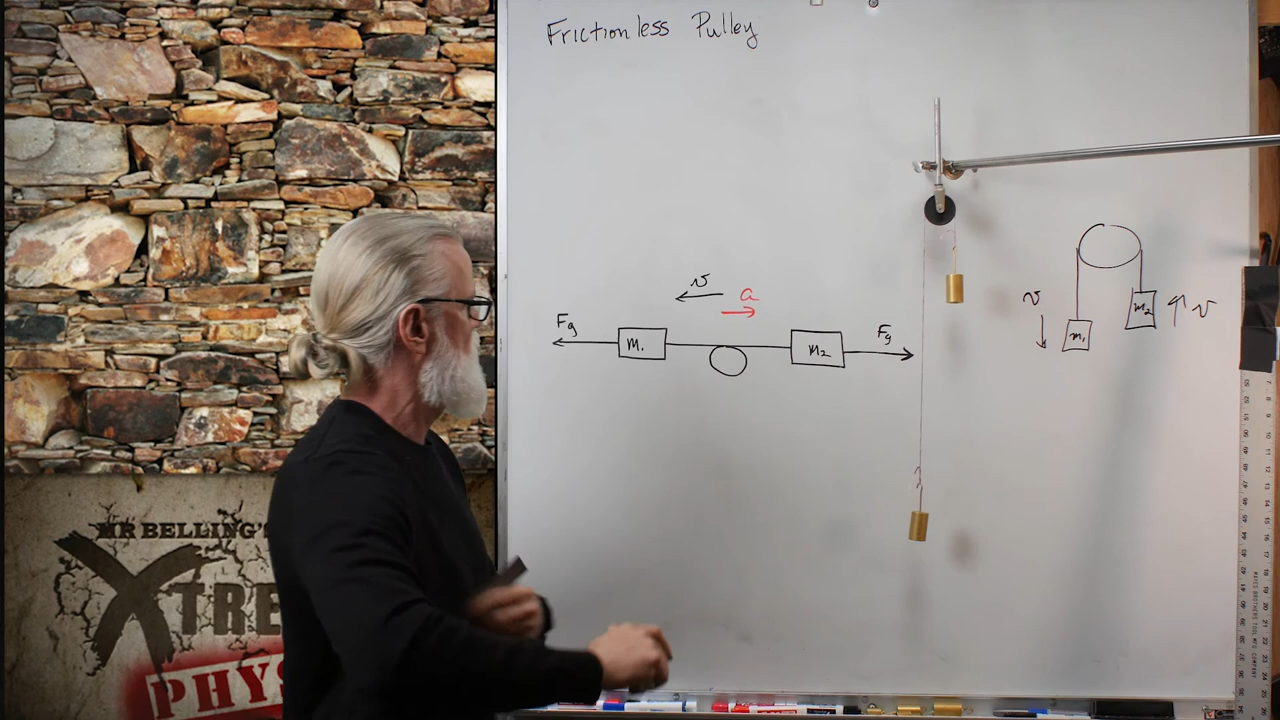 Frictionless Pulley
v
a
Fg
m1
m2
Fg
v
m1
m2
v
MR BELLING'S
XTRE
PHYS